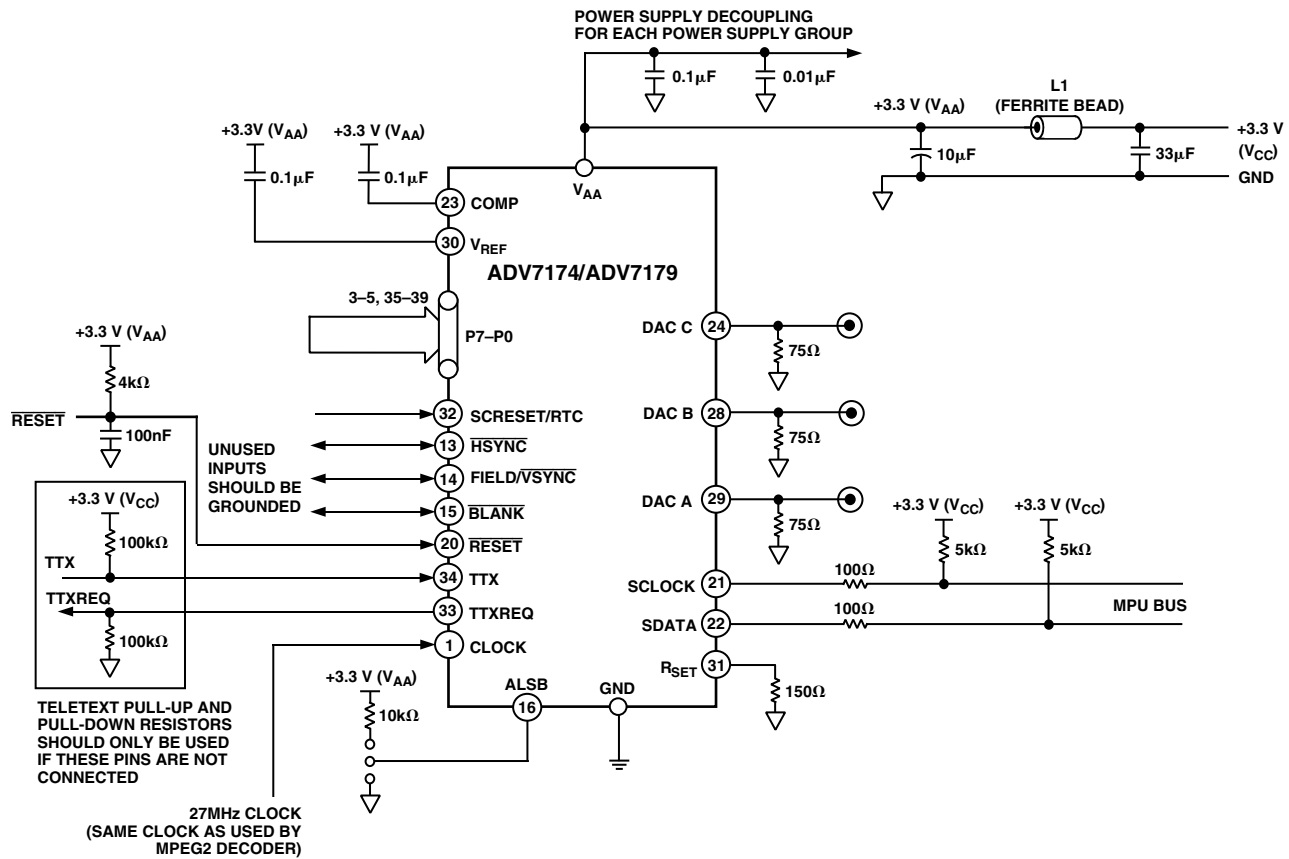 POWER SUPPLY DECOUPLING
FOR EACH POWER SUPPLY GROUP
0.1μF
0.01μF
+3.3 V (VAA)
L1
(FERRITE BEAD)
+3.3 V
(VCC)
10μF
33μF
GND
+3.3V (VAA)
+3.3 V (VAA)
0.1μF
0.1μF
VAA
23
COMP
30
VREF
ADV7174/ADV7179
3–5, 35–39
P7–P0
DAC C
24
75Ω
+3.3 V (VAA)
4kΩ
RESET
100nF
UNUSED
INPUTS
SHOULD BE
GROUNDED
32
SCRESET/RTC
13
HSYNC
14
FIELD/VSYNC
15
BLANK
20
RESET
DAC B
28
75Ω
DAC A
29
75Ω
+3.3 V (VCC)
100kΩ
TTX
34
TTX
TTXREQ
33
TTXREQ
100kΩ
1
CLOCK
+3.3 V (VCC)
+3.3 V (VCC)
5kΩ
5kΩ
SCLOCK
21
100Ω
MPU BUS
SDATA
22
100Ω
RSET
31
150Ω
+3.3 V (VAA)
10kΩ
ALSB
16
GND
TELETEXT PULL-UP AND
PULL-DOWN RESISTORS
SHOULD ONLY BE USED
IF THESE PINS ARE NOT
CONNECTED
27MHz CLOCK
(SAME CLOCK AS USED BY
MPEG2 DECODER)